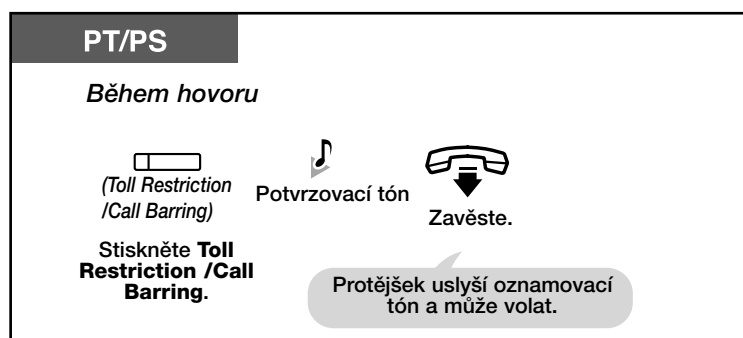 PT/PS
Během hovoru
(Toll Restriction
/Call Barring)
Stiskněte Toll
Restriction /Call
Barring.
Potvrzovací tón
Zavěste.
Protějšek uslyší oznamovací
tón a může volat.